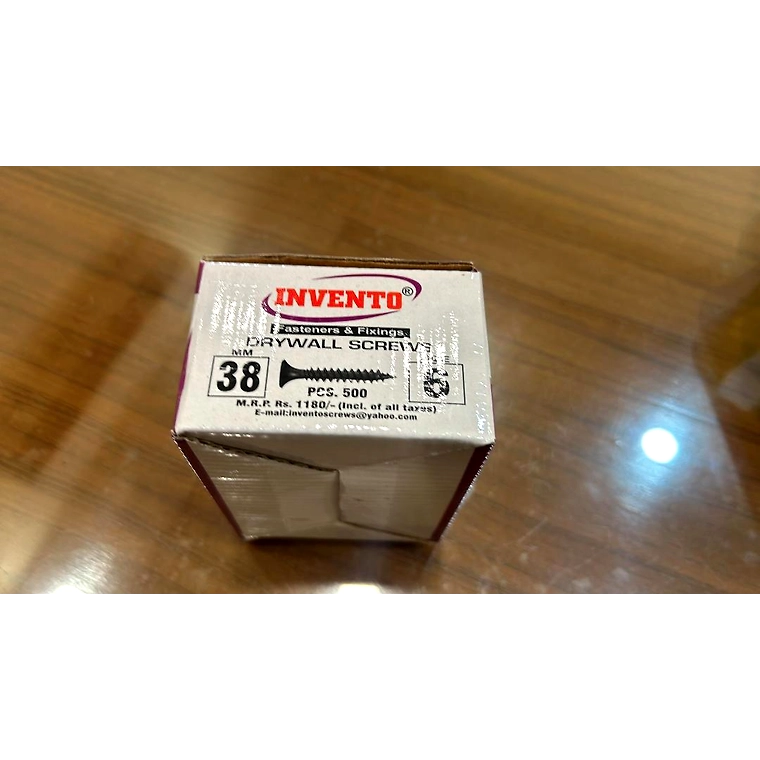 INVENTO®
Fasteners & Fixings
DRYWALL SCREWS
MM
38
PCS. 500
M.R.P. Rs. 1180/- (Incl. of all taxes)
E-mail:inventoscrews@yahoo.com